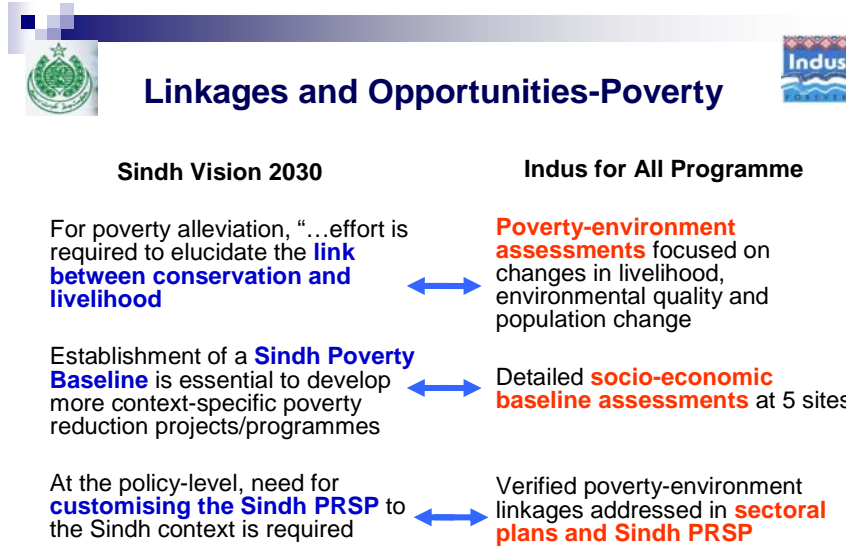 Indus
FOREVER
Linkages and Opportunities-Poverty
Sindh Vision 2030
For poverty alleviation, “…effort is
required to elucidate the link
between conservation and
livelihood
Establishment of a Sindh Poverty
Baseline is essential to develop
more context-specific poverty
reduction projects/programmes
At the policy-level, need for
customising the Sindh PRSP to
the Sindh context is required
Indus for All Programme
Poverty-environment
assessments focused on
changes in livelihood,
environmental quality and
population change
Detailed socio-economic
baseline assessments at 5 sites
Verified poverty-environment
linkages addressed in sectoral
plans and Sindh PRSP